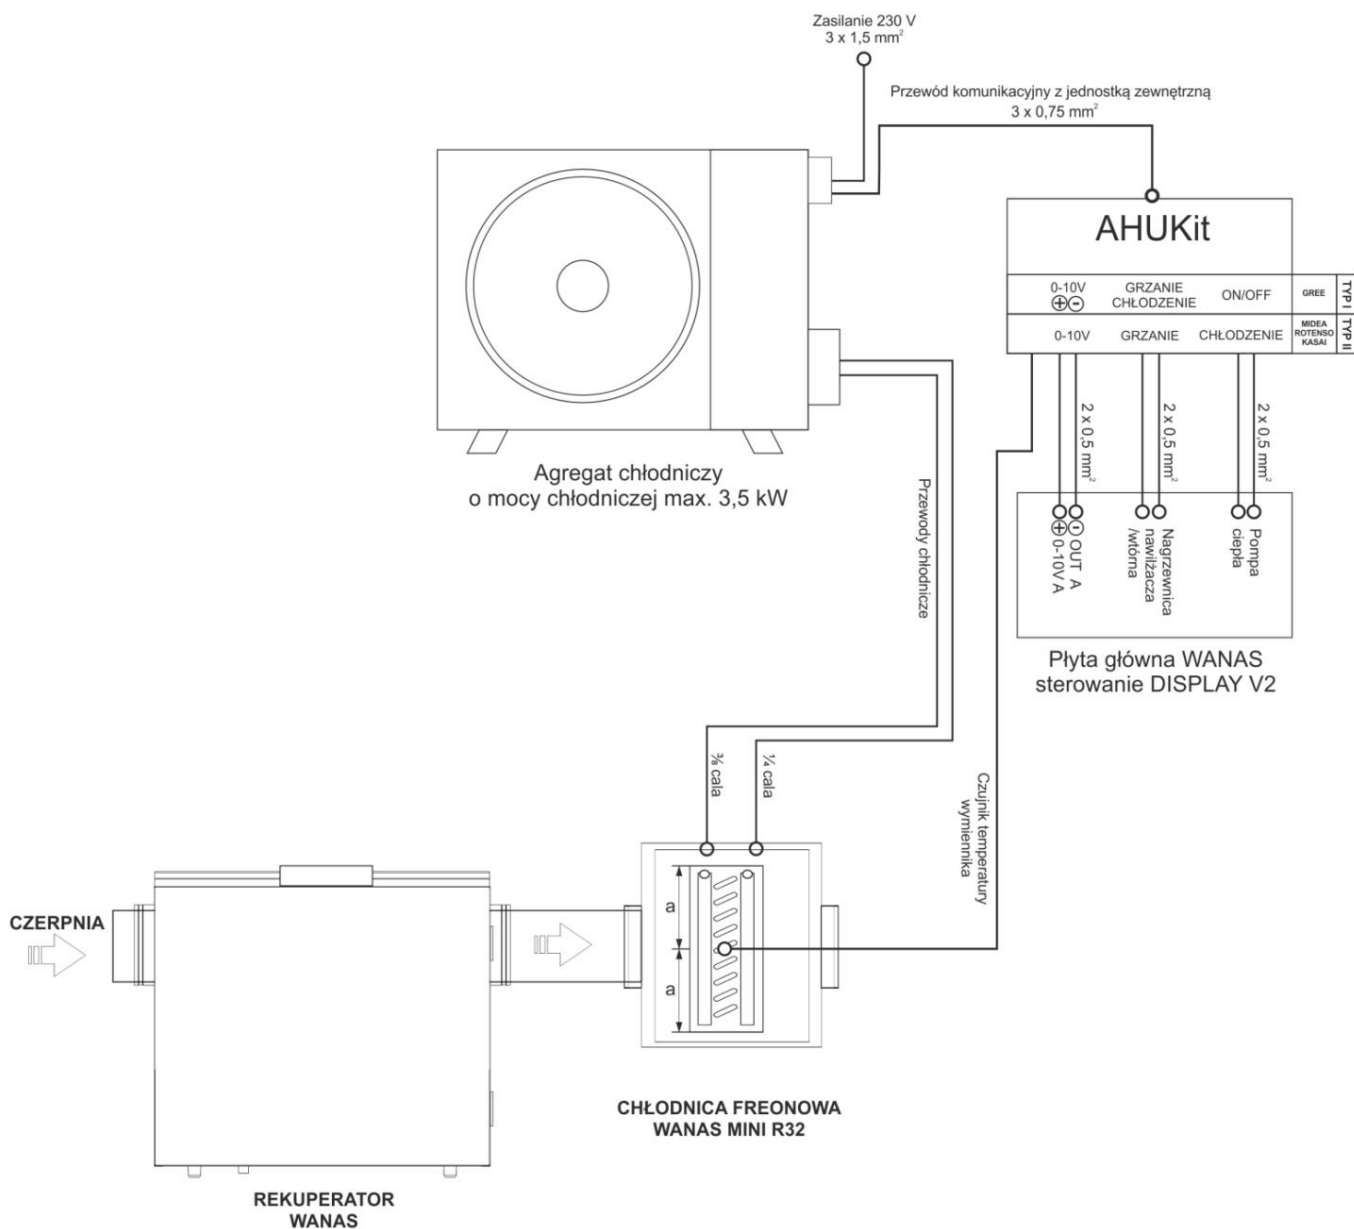 Zasilanie 230 V
3 x 1,5 mm²
Przewód komunikacyjny z jednostką zewnętrzną
3 x 0,75 mm²
AHUKit
0-10V
⊕⊖
GRZANIE
CHŁODZENIE
ON/OFF
GREE
TYP I
0-10V
GRZANIE
CHŁODZENIE
MIDEA
ROTENSO
KASAI
TYP II
2 x 0,5 mm²
2 x 0,5 mm²
2 x 0,5 mm²
⊖ OUT A
⊕ 0-10V A
Nagrzewnica
nawilżacza
/wtórna
Pompa
ciepła
Płyta główna WANAS
sterowanie DISPLAY V2
Agregat chłodniczy
o mocy chłodniczej max. 3,5 kW
Przewody chłodnicze
⅜ cala
¼ cala
Czujnik temperatury
wymiennika
CZERPNIA
a
a
CHŁODNICA FREONOWA
WANAS MINI R32
REKUPERATOR
WANAS